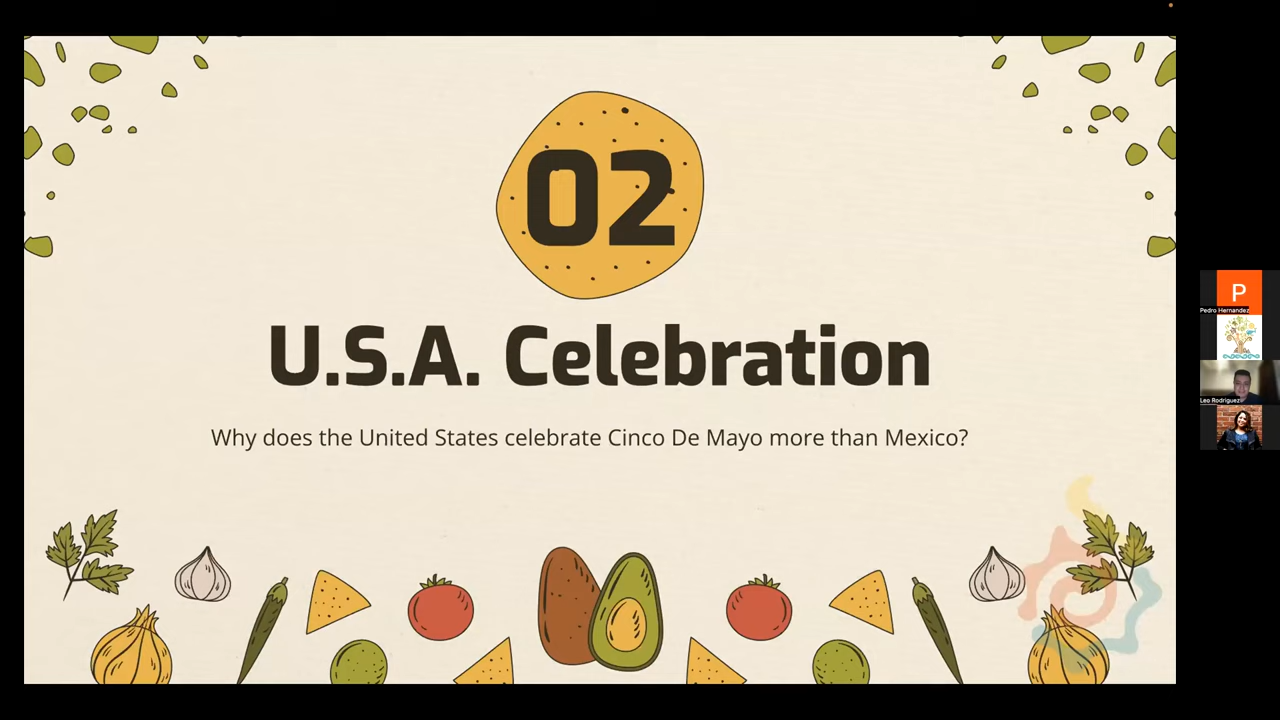 02
U.S.A. Celebration
Why does the United States celebrate Cinco De Mayo more than Mexico?
P
Pedro Hernandez
Leo Rodriguez